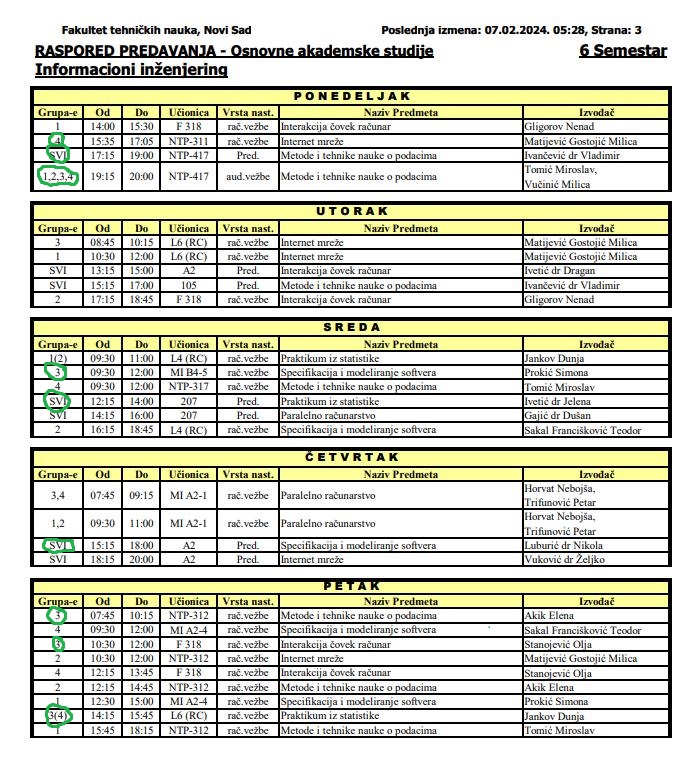 Fakultet tehničkih nauka, Novi Sad Poslednja izmena: 07.02.2024. 05:28, Strana: 3
RASPORED PREDAVANJA - Osnovne akademske studije 6 Semestar
Informacioni inženjering
PONEDELJAK
Grupa-e Od Do Učionica Vrsta nast. Naziv Predmeta Izvođač
1 14:00 15:30 F 318 rač.vežbe Interakcija čovek računar Gligorov Nenad
4 15:35 17:05 NTP-311 rač.vežbe Internet mreže Matijević Gostojić Milica
SVI 17:15 19:00 NTP-417 Pred. Metode i tehnike nauke o podacima Ivančević dr Vladimir
1,2,3,4 19:15 20:00 NTP-417 aud.vežbe Metode i tehnike nauke o podacima Tomić Miroslav,
Vučinić Milica
UTORAK
Grupa-e Od Do Učionica Vrsta nast. Naziv Predmeta Izvođač
3 08:45 10:15 L6 (RC) rač.vežbe Internet mreže Matijević Gostojić Milica
1 10:30 12:00 L6 (RC) rač.vežbe Internet mreže Matijević Gostojić Milica
SVI 13:15 15:00 A2 Pred. Interakcija čovek računar Ivetić dr Dragan
SVI 15:15 17:00 105 Pred. Metode i tehnike nauke o podacima Ivančević dr Vladimir
2 17:15 18:45 F 318 rač.vežbe Interakcija čovek računar Gligorov Nenad
SREDA
Grupa-e Od Do Učionica Vrsta nast. Naziv Predmeta Izvođač
1(2) 09:30 11:00 L4 (RC) rač.vežbe Praktikum iz statistike Jankov Dunja
3 09:30 12:00 MI B4-5 rač.vežbe Specifikacija i modeliranje softvera Prokić Simona
4 09:30 12:00 NTP-317 rač.vežbe Metode i tehnike nauke o podacima Tomić Miroslav
SVI 12:15 14:00 207 Pred. Praktikum iz statistike Ivetić dr Jelena
SVI 14:15 16:00 207 Pred. Paralelno računarstvo Gajić dr Dušan
2 16:15 18:45 L4 (RC) rač.vežbe Specifikacija i modeliranje softvera Sakal Francišković Teodor
ČETVRTAK
Grupa-e Od Do Učionica Vrsta nast. Naziv Predmeta Izvođač
3,4 07:45 09:15 MI A2-1 rač.vežbe Paralelno računarstvo Horvat Nebojša,
Trifunović Petar
1,2 09:30 11:00 MI A2-1 rač.vežbe Paralelno računarstvo Horvat Nebojša,
Trifunović Petar
SVI 15:15 18:00 A2 Pred. Specifikacija i modeliranje softvera Luburić dr Nikola
SVI 18:15 20:00 A2 Pred. Internet mreže Vuković dr Željko
PETAK
Grupa-e Od Do Učionica Vrsta nast. Naziv Predmeta Izvođač
3 07:45 10:15 NTP-312 rač.vežbe Metode i tehnike nauke o podacima Akik Elena
4 09:30 12:00 MI A2-4 rač.vežbe Specifikacija i modeliranje softvera Sakal Francišković Teodor
3 10:30 12:00 F 318 rač.vežbe Interakcija čovek računar Stanojević Olja
2 10:30 12:00 NTP-312 rač.vežbe Internet mreže Matijević Gostojić Milica
4 12:15 13:45 F 318 rač.vežbe Interakcija čovek računar Stanojević Olja
2 12:15 14:45 NTP-312 rač.vežbe Metode i tehnike nauke o podacima Akik Elena
1 12:30 15:00 MI A2-4 rač.vežbe Specifikacija i modeliranje softvera Prokić Simona
3(4) 14:15 15:45 L6 (RC) rač.vežbe Praktikum iz statistike Jankov Dunja
1 15:45 18:15 NTP-312 rač.vežbe Metode i tehnike nauke o podacima Tomić Miroslav